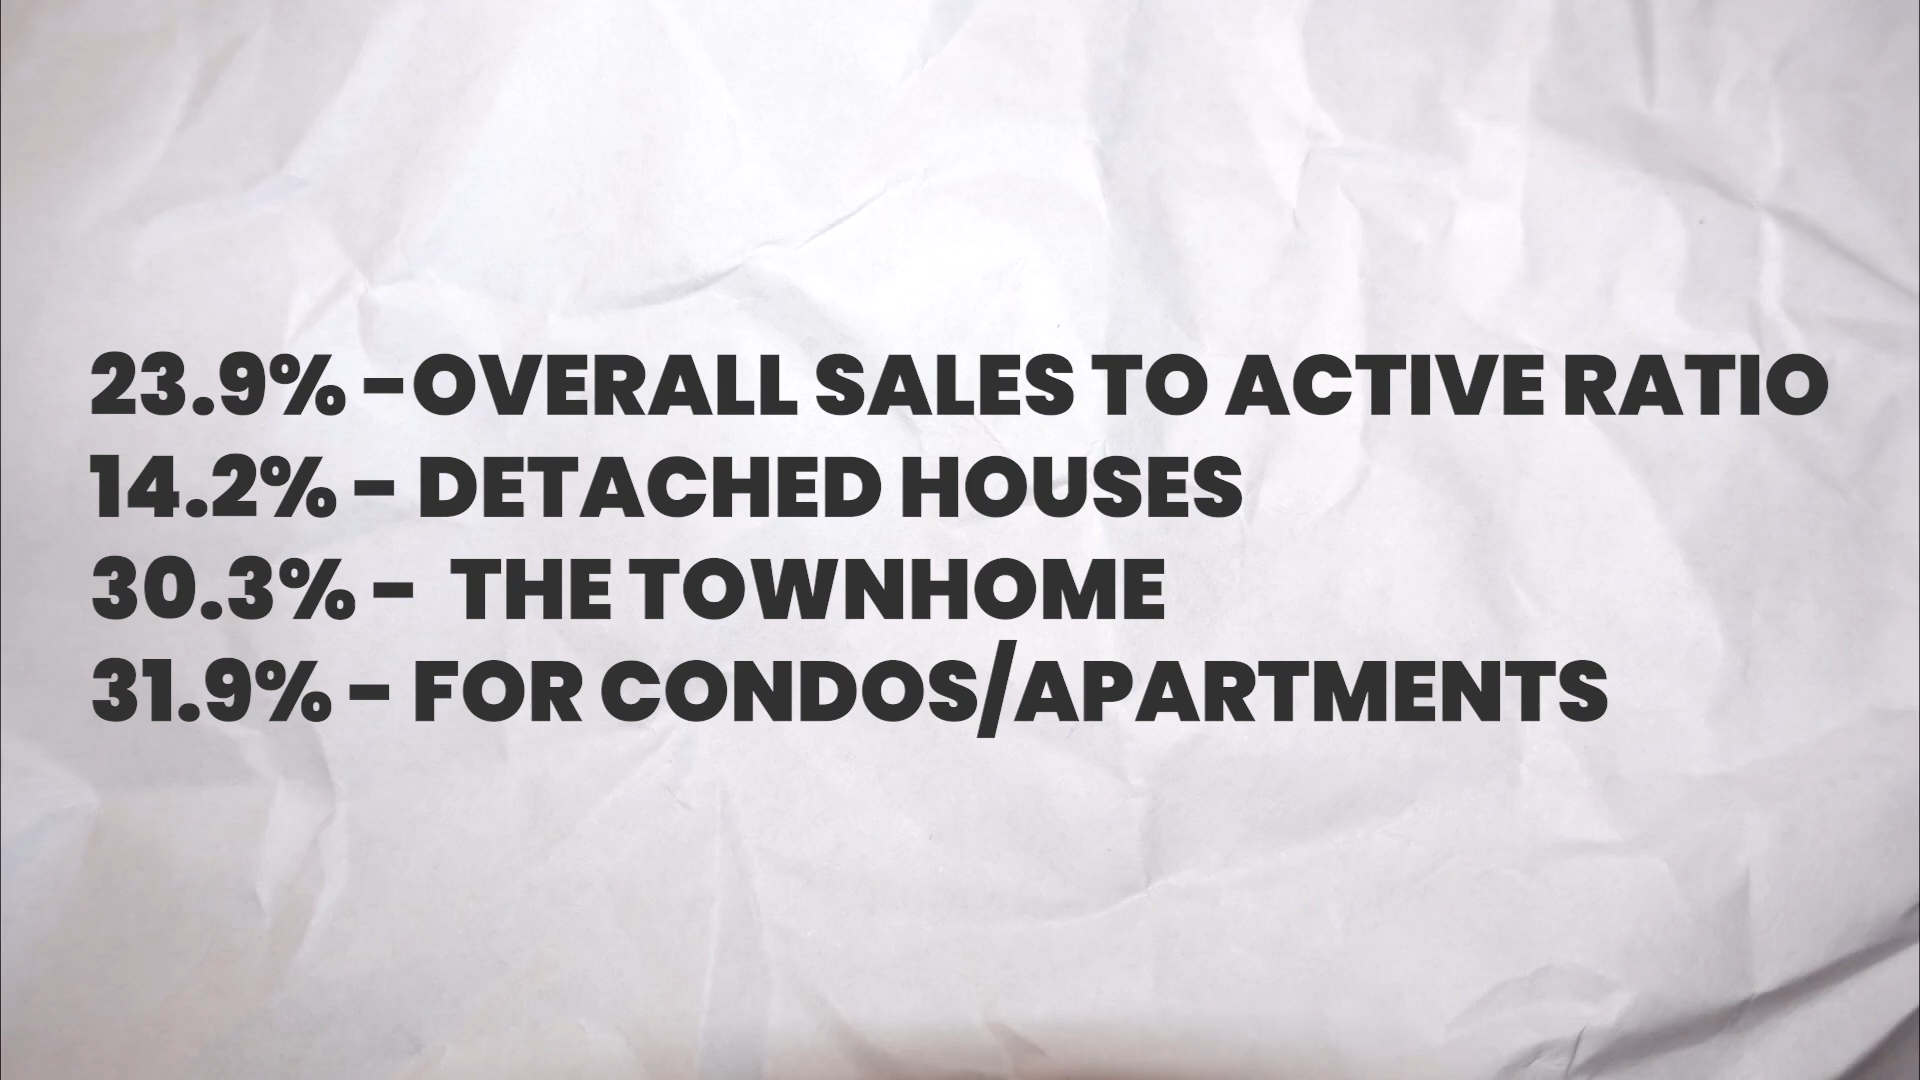 23.9% -OVERALL SALES TO ACTIVE RATIO
14.2% - DETACHED HOUSES
30.3% - THE TOWNHOME
31.9% - FOR CONDOS/APARTMENTS